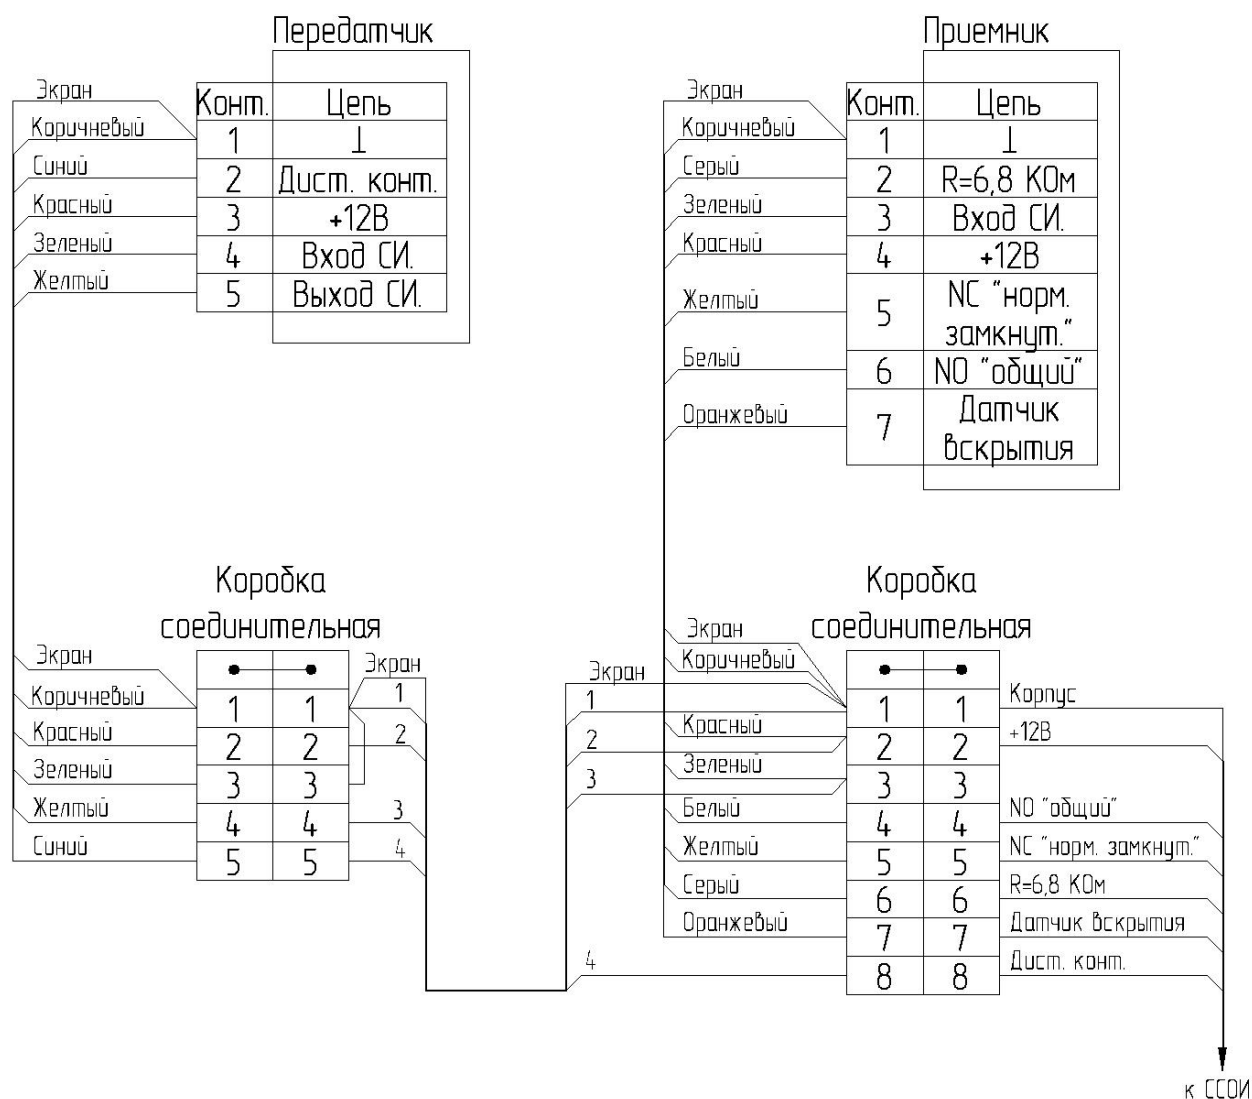 Передатчик
Экран
Конт. Цепь
Коричневый
1 ⊥
Синий
2 Дист. конт.
Красный
3 +12В
Зеленый
4 Вход СИ.
Желтый
5 Выход СИ.
Приемник
Экран
Конт. Цепь
Коричневый
1 ⊥
Серый
2 R=6,8 КОм
Зеленый
3 Вход СИ.
Красный
4 +12В
Желтый
5 NC "норм.
замкнут."
Белый
6 NO "общий"
Оранжевый
7 Датчик
вскрытия
Коробка
соединительная
Экран
Экран
Коричневый
1 1
1
Красный
2 2
2
Зеленый
3 3
Желтый
4 4
3
Синий
5 5
4
Коробка
соединительная
Экран
Коричневый
Экран
1
1 1
Корпус
Красный
2
2 2
+12В
Зеленый
3
3 3
Белый
4 4
NO "общий"
Желтый
5 5
NC "норм. замкнут."
Серый
6 6
R=6,8 КОм
Оранжевый
7 7
Датчик вскрытия
4
8 8
Дист. конт.
к ССОИ